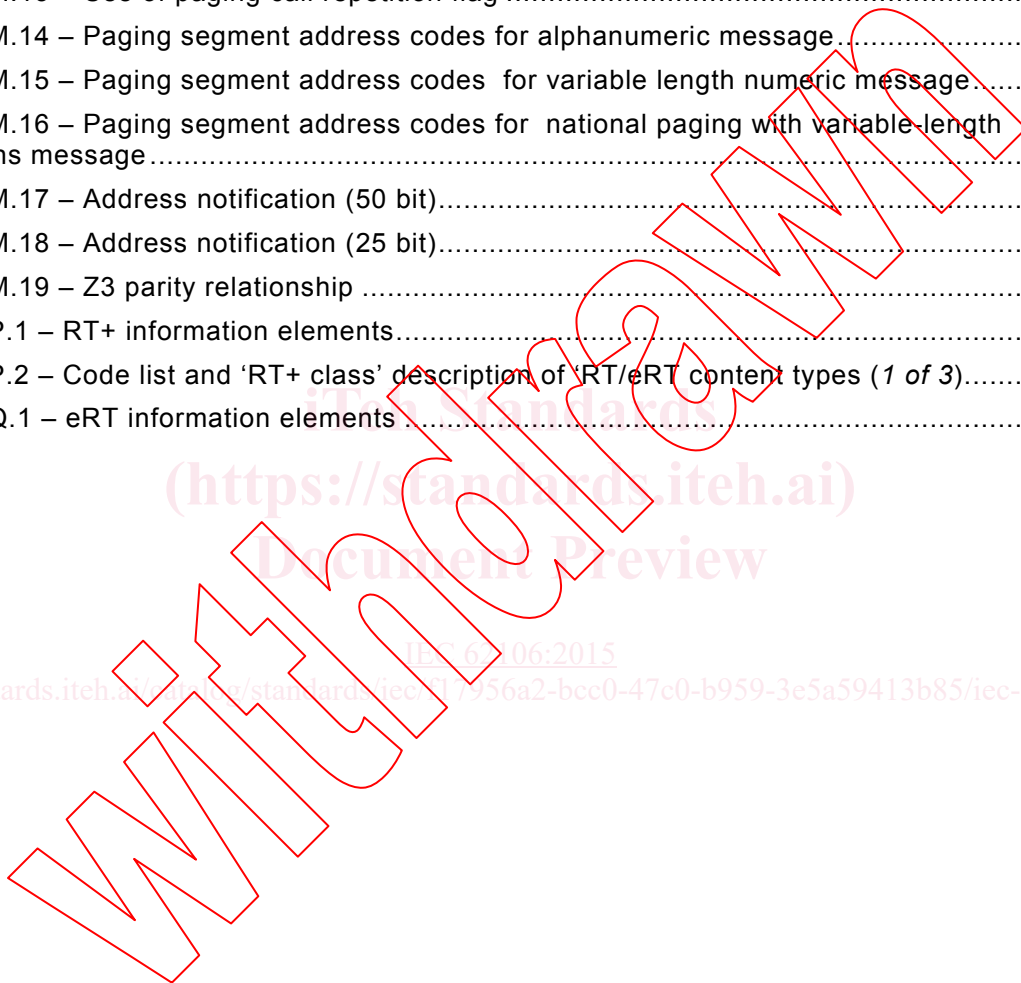 M.14 – Paging segment address codes for alphanumeric message
M.15 – Paging segment address codes for variable length numeric message
M.16 – Paging segment address codes for national paging with variable-length
ns message
M.17 – Address notification (50 bit)
M.18 – Address notification (25 bit)
M.19 – Z3 parity relationship
P.1 – RT+ information elements
P.2 – Code list and ‘RT+ class’ description of ‘RT/eRT content types (1 of 3)
Q.1 – eRT information elements
iTeh Standards
(https://standards.iteh.ai)
Document Preview
IEC 62106:2015
ards.iteh.ai/catalog/standards/iec/f17956a2-bcc0-47c0-b959-3e5a59413b85/iec-
withdrawn